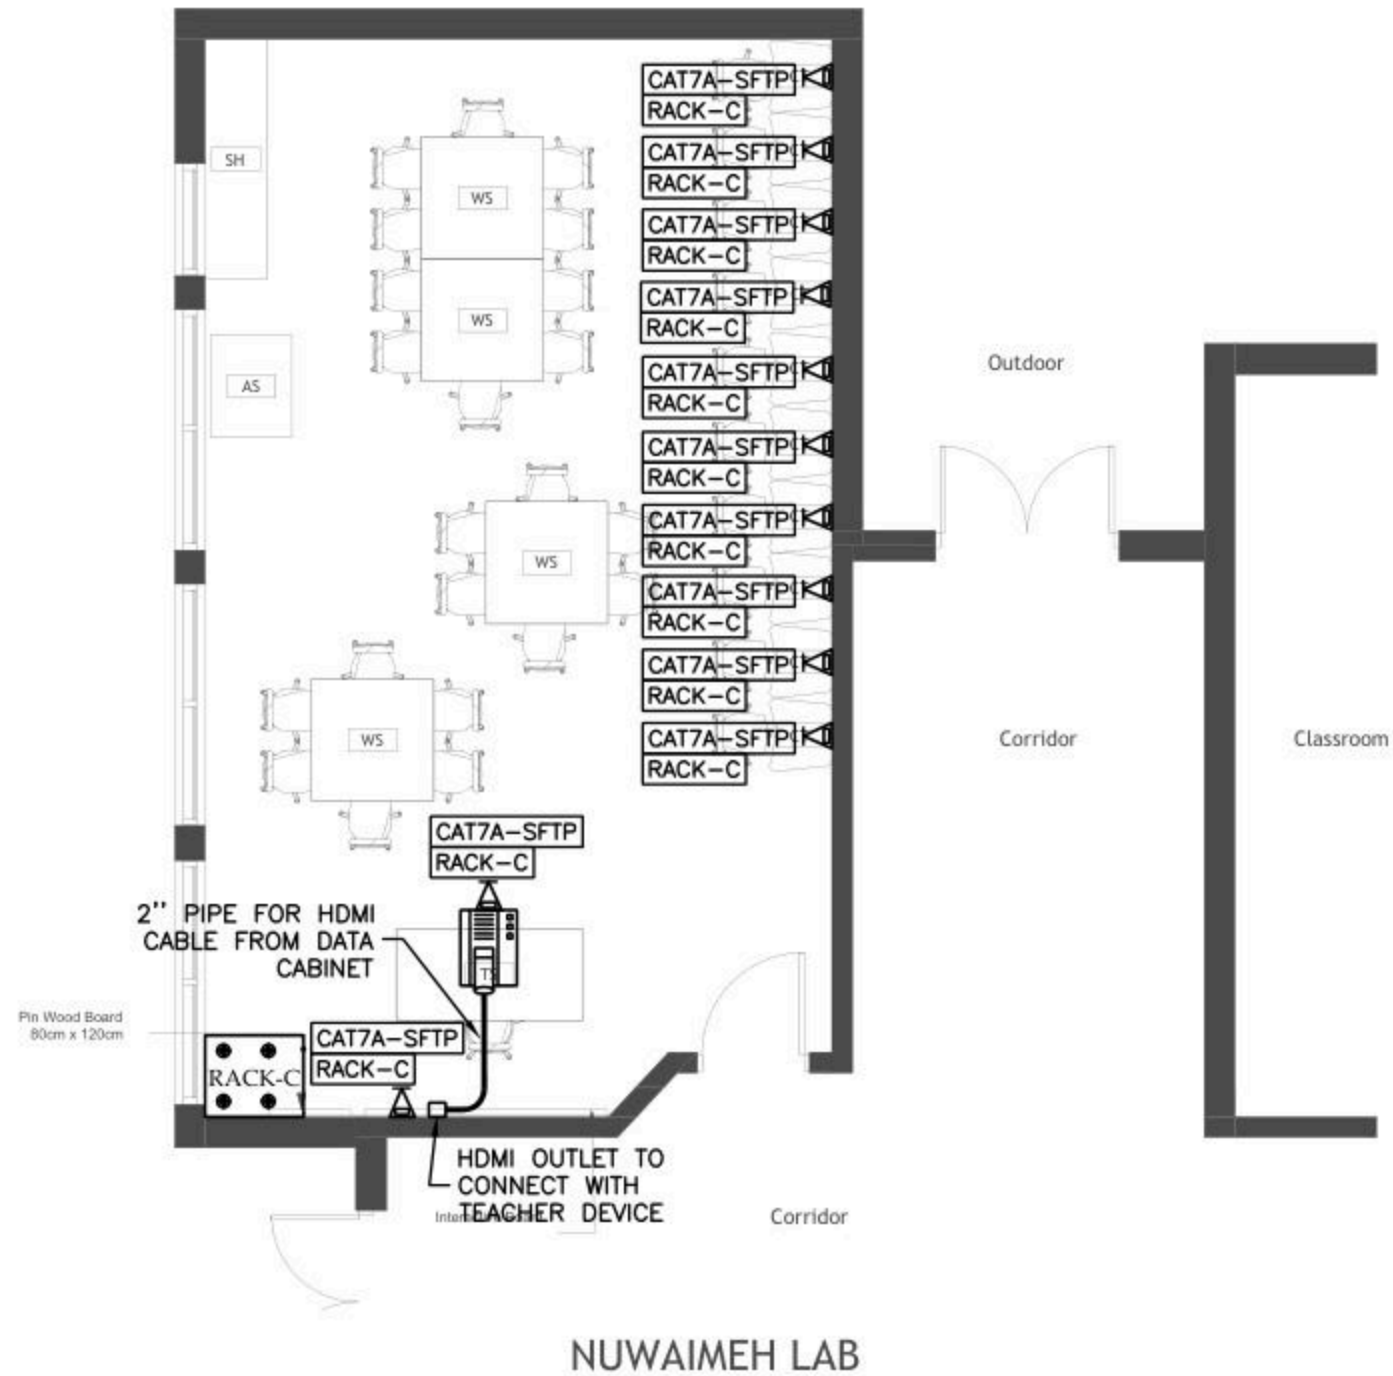 CAT7A-SFTP
RACK-C
CAT7A-SFTP
RACK-C
CAT7A-SFTP
RACK-C
CAT7A-SFTP
RACK-C
CAT7A-SFTP
RACK-C
CAT7A-SFTP
RACK-C
CAT7A-SFTP
RACK-C
CAT7A-SFTP
RACK-C
CAT7A-SFTP
RACK-C
CAT7A-SFTP
RACK-C
SH
WS
WS
AS
WS
WS
Outdoor
Corridor
Classroom
CAT7A-SFTP
RACK-C
2'' PIPE FOR HDMI
CABLE FROM DATA
CABINET
TS
Pin Wood Board
80cm x 120cm
CAT7A-SFTP
RACK-C
RACK-C
HDMI OUTLET TO
CONNECT WITH
TEACHER DEVICE
Corridor
NUWAIMEH LAB